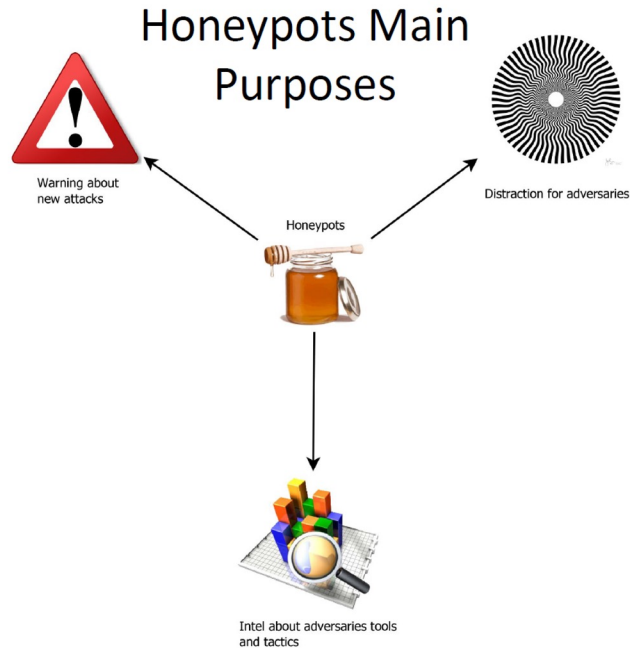 Honeypots Main
Purposes
Warning about
new attacks
Distraction for adversaries
Honeypots
Intel about adversaries tools
and tactics